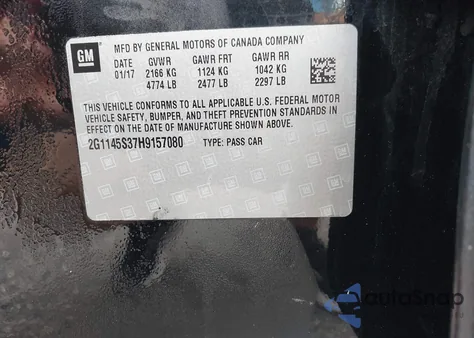 GM
MFD BY GENERAL MOTORS OF CANADA COMPANY
DATE GVWR GAWR FRT GAWR RR
01/17 2166 KG 1124 KG 1042 KG
4774 LB 2477 LB 2297 LB
THIS VEHICLE CONFORMS TO ALL APPLICABLE U.S. FEDERAL MOTOR
VEHICLE SAFETY, BUMPER, AND THEFT PREVENTION STANDARDS IN
EFFECT ON THE DATE OF MANUFACTURE SHOWN ABOVE.
2G1145S37H9157080 TYPE: PASS CAR
autoSnap